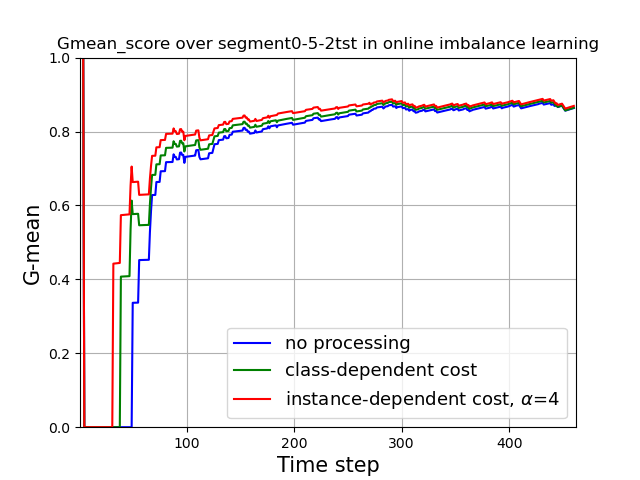 Gmean_score over segment0-5-2tst in online imbalance learning
1.0
0.8
0.6
0.4
0.2
0.0
G-mean
no processing
class-dependent cost
instance-dependent cost, α=4
100
200
300
400
Time step